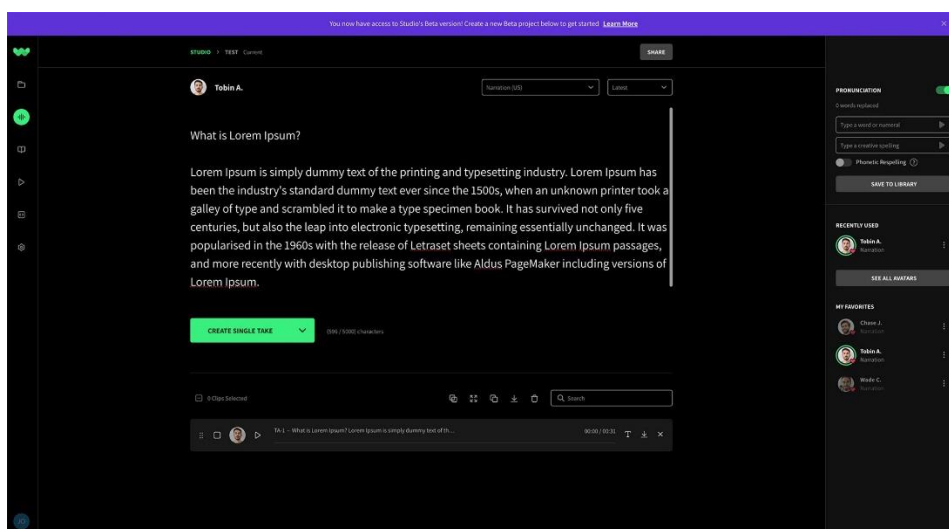 You now have access to Studio's Beta version! Create a new Beta project below to get started Learn More
STUDIO > TEST Current
SHARE
Tobin A.
Narration (US)
Latest
What is Lorem Ipsum?
Lorem Ipsum is simply dummy text of the printing and typesetting industry. Lorem Ipsum has
been the industry's standard dummy text ever since the 1500s, when an unknown printer took a
galley of type and scrambled it to make a type specimen book. It has survived not only five
centuries, but also the leap into electronic typesetting, remaining essentially unchanged. It was
popularised in the 1960s with the release of Letraset sheets containing Lorem Ipsum passages,
and more recently with desktop publishing software like Aldus PageMaker including versions of
Lorem Ipsum.
CREATE SINGLE TAKE
/ 5000) characters
0 Clips Selected
Search
TA-1 – What is Lorem Ipsum? Lorem Ipsum is simply dummy text of th...
00:00 / 00:31
PRONUNCIATION
0 words replaced
Type a word or numeral
Type a creative spelling
Phonetic Respelling
SAVE TO LIBRARY
RECENTLY USED
Tobin A.
Narration
SEE ALL AVATARS
MY FAVORITES
Chase J.
Narration
Tobin A.
Narration
Wade C.
Narration
JO